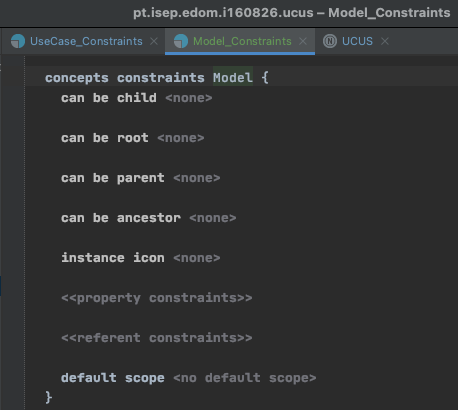 pt.isep.edom.i160826.ucus – Model_Constraints
UseCase_Constraints × Model_Constraints × N UCUS ×
concepts constraints Model {
can be child <none>
can be root <none>
can be parent <none>
can be ancestor <none>
instance icon <none>
<<property constraints>>
<<referent constraints>>
default scope <no default scope>
}